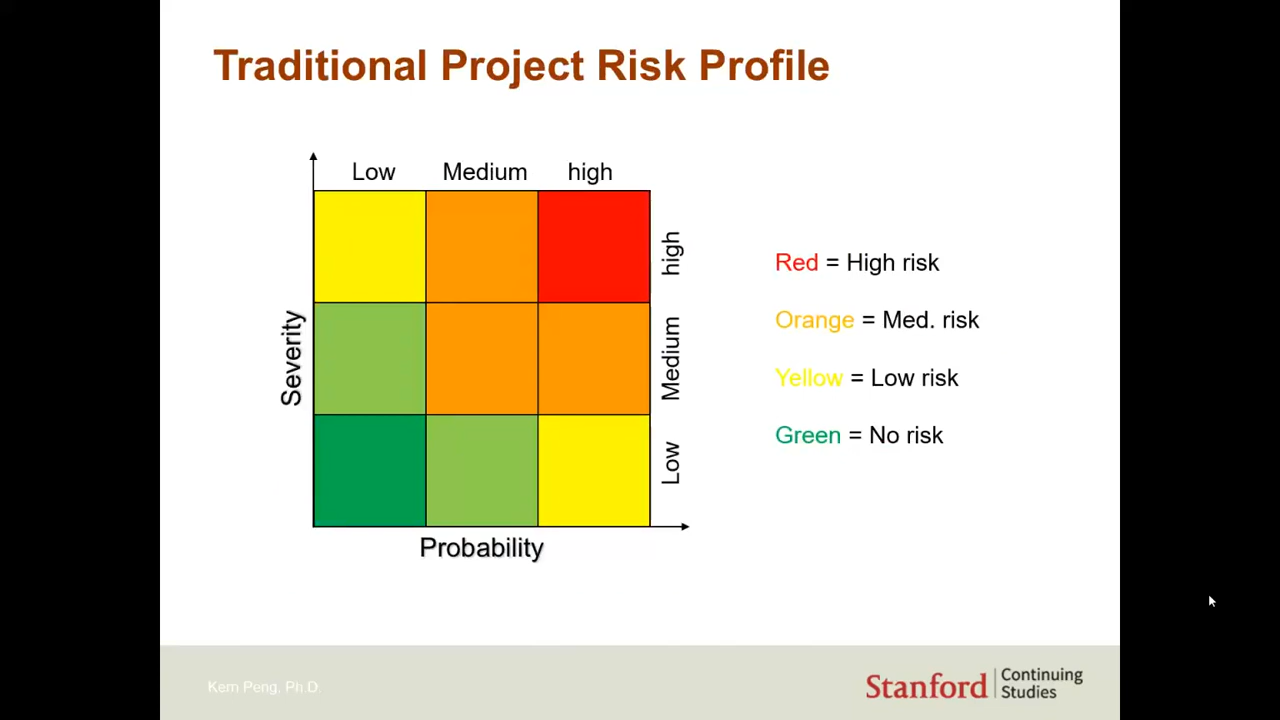 Traditional Project Risk Profile
Low Medium high
high
Medium
Low
Severity
Probability
Red = High risk
Orange = Med. risk
Yellow = Low risk
Green = No risk
Kern Peng, Ph.D.
Stanford
Continuing
Studies